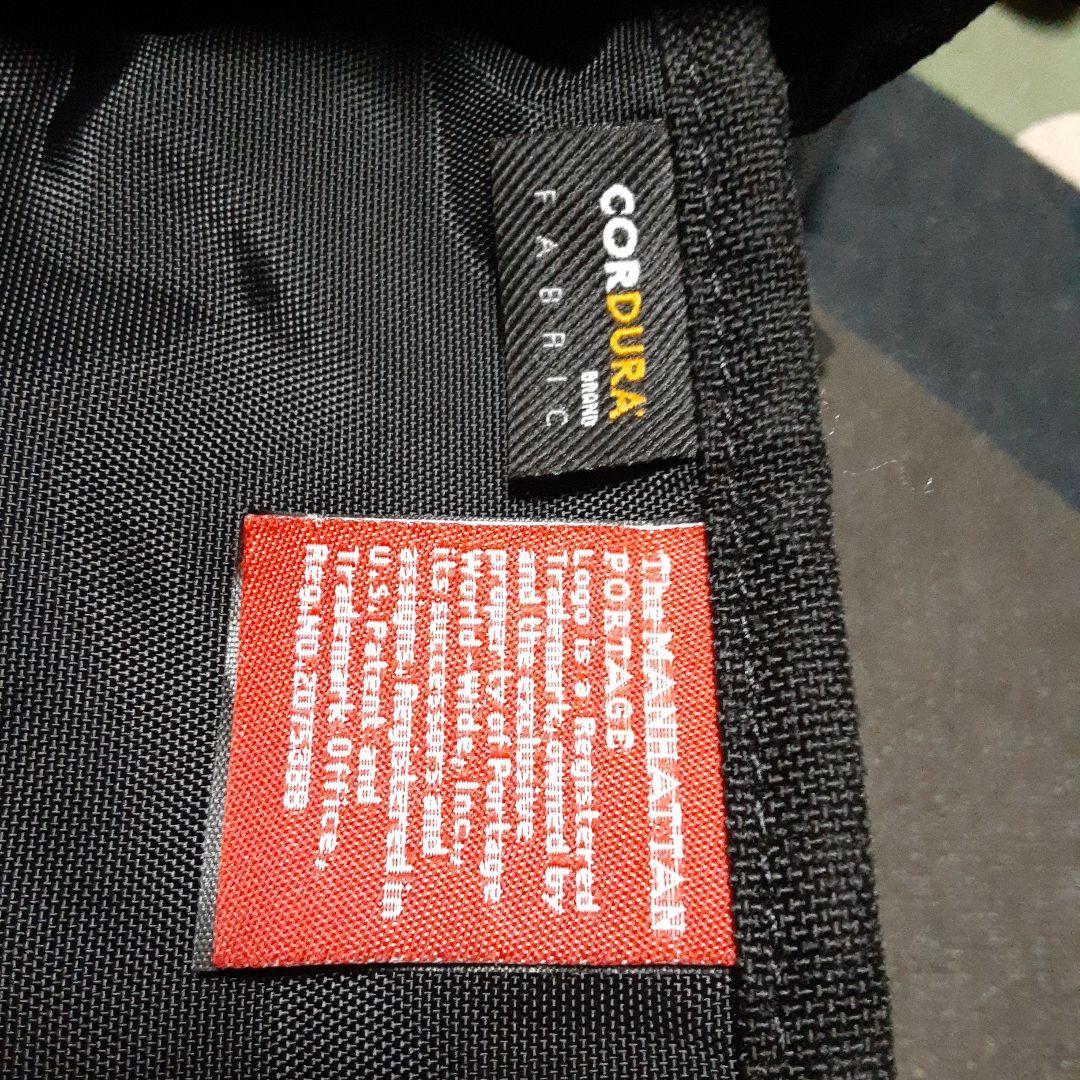 CORDURA
BRAND
FABRIC
The MANHATTAN
PORTAGE
Logo is a Registerred
Trademark, owned by
and the exclusive
property of Portage
World-Wide, Inc,
its successors and
assigns, Registered in
U.S, Patent and
Trademark Office,
Reg.No.2075388